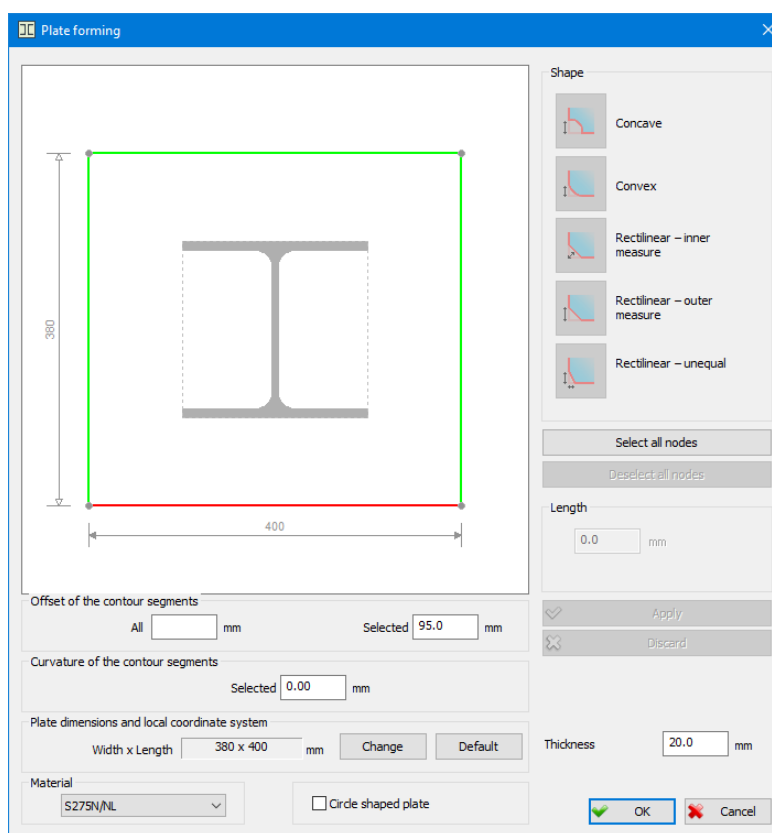 Plate forming
380
400
Shape
Concave
Convex
Rectilinear – inner
measure
Rectilinear – outer
measure
Rectilinear – unequal
Select all nodes
Deselect all nodes
Length
0.0 mm
Apply
Discard
Offset of the contour segments
All mm Selected 95.0 mm
Curvature of the contour segments
Selected 0.00 mm
Plate dimensions and local coordinate system
Width x Length 380 x 400 mm Change Default
Thickness 20.0 mm
Material
S275N/NL
Circle shaped plate
OK Cancel